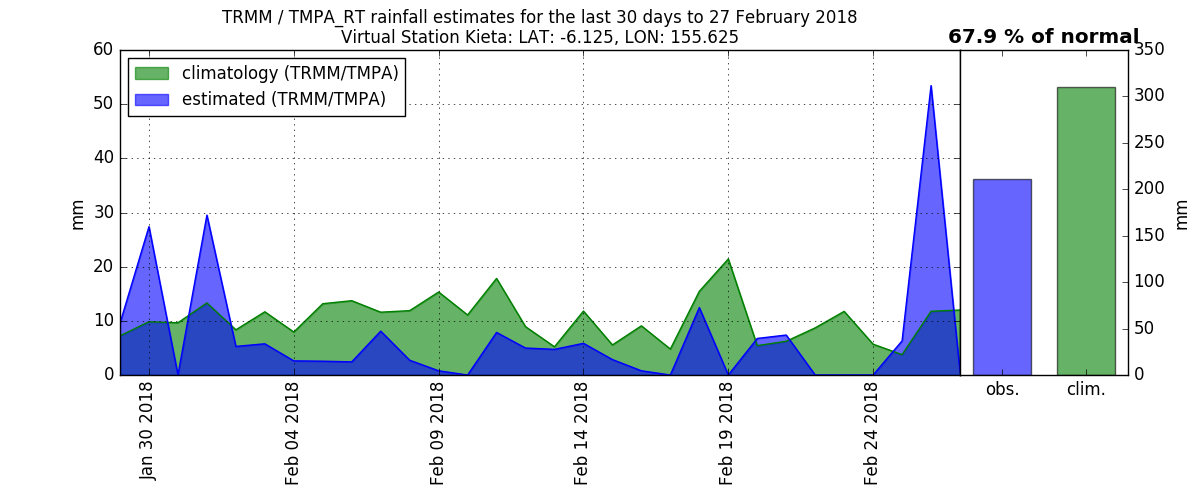 TRMM / TMPA_RT rainfall estimates for the last 30 days to 27 February 2018
Virtual Station Kieta: LAT: -6.125, LON: 155.625
67.9 % of normal
climatology (TRMM/TMPA)
estimated (TRMM/TMPA)
mm
60
50
40
30
20
10
0
Jan 30 2018
Feb 04 2018
Feb 09 2018
Feb 14 2018
Feb 19 2018
Feb 24 2018
obs.
clim.
350
300
250
200
150
100
50
0
mm